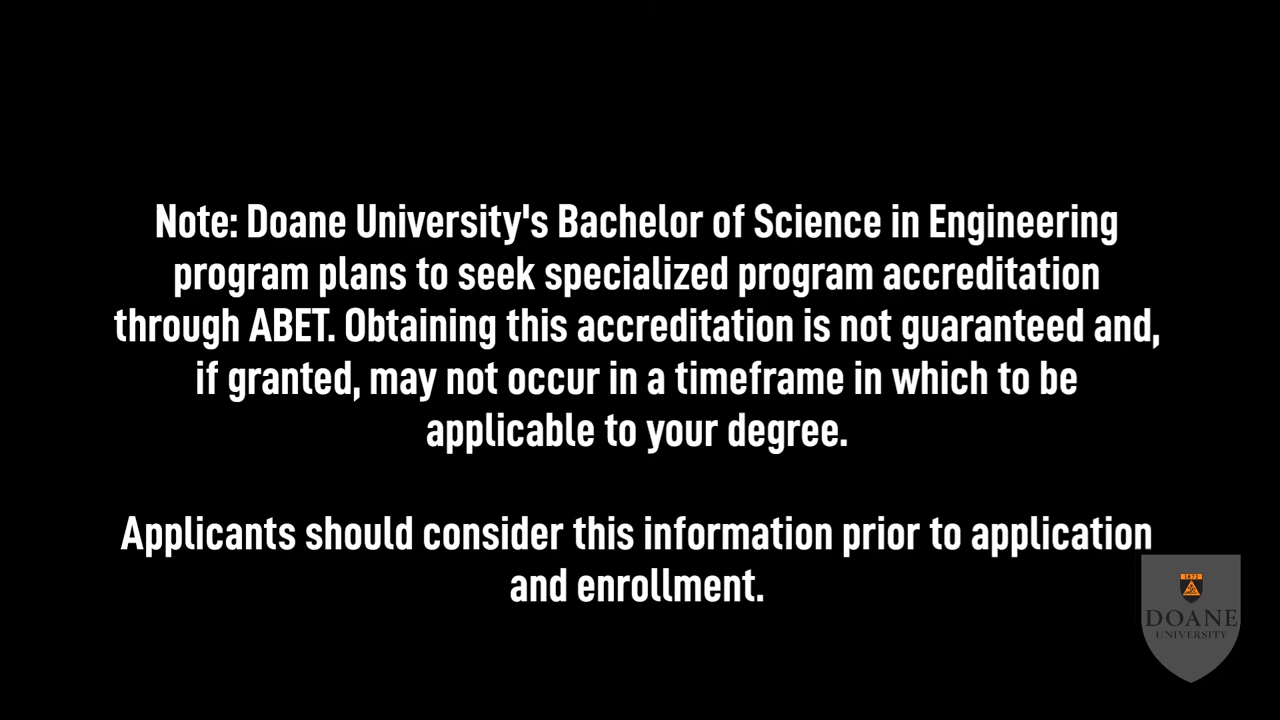 Note: Doane University's Bachelor of Science in Engineering
program plans to seek specialized program accreditation
through ABET. Obtaining this accreditation is not guaranteed and,
if granted, may not occur in a timeframe in which to be
applicable to your degree.
Applicants should consider this information prior to application
and enrollment.
1872
DOANE
UNIVERSITY